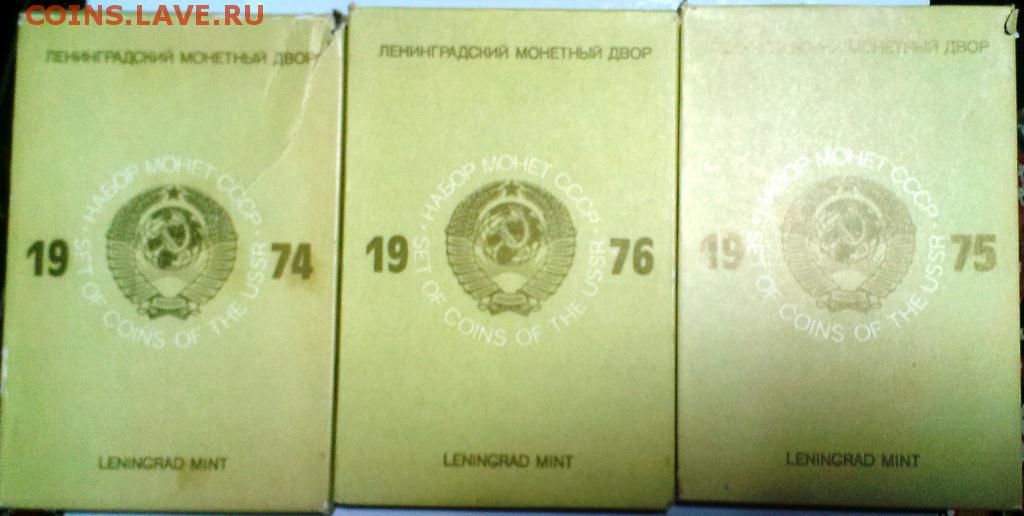 COINS.LAVE.РУ
ЛЕНИНГРАДСКИЙ МОНЕТНЫЙ ДВОР
· НАБОР МОНЕТ СССР ·
19 74
SET OF COINS OF THE USSR
LENINGRAD MINT
ЛЕНИНГРАДСКИЙ МОНЕТНЫЙ ДВОР
· НАБОР МОНЕТ СССР ·
19 76
SET OF COINS OF THE USSR
LENINGRAD MINT
ЛЕНИНГРАДСКИЙ МОНЕТНЫЙ ДВОР
· НАБОР МОНЕТ СССР ·
19 75
SET OF COINS OF THE USSR
LENINGRAD MINT